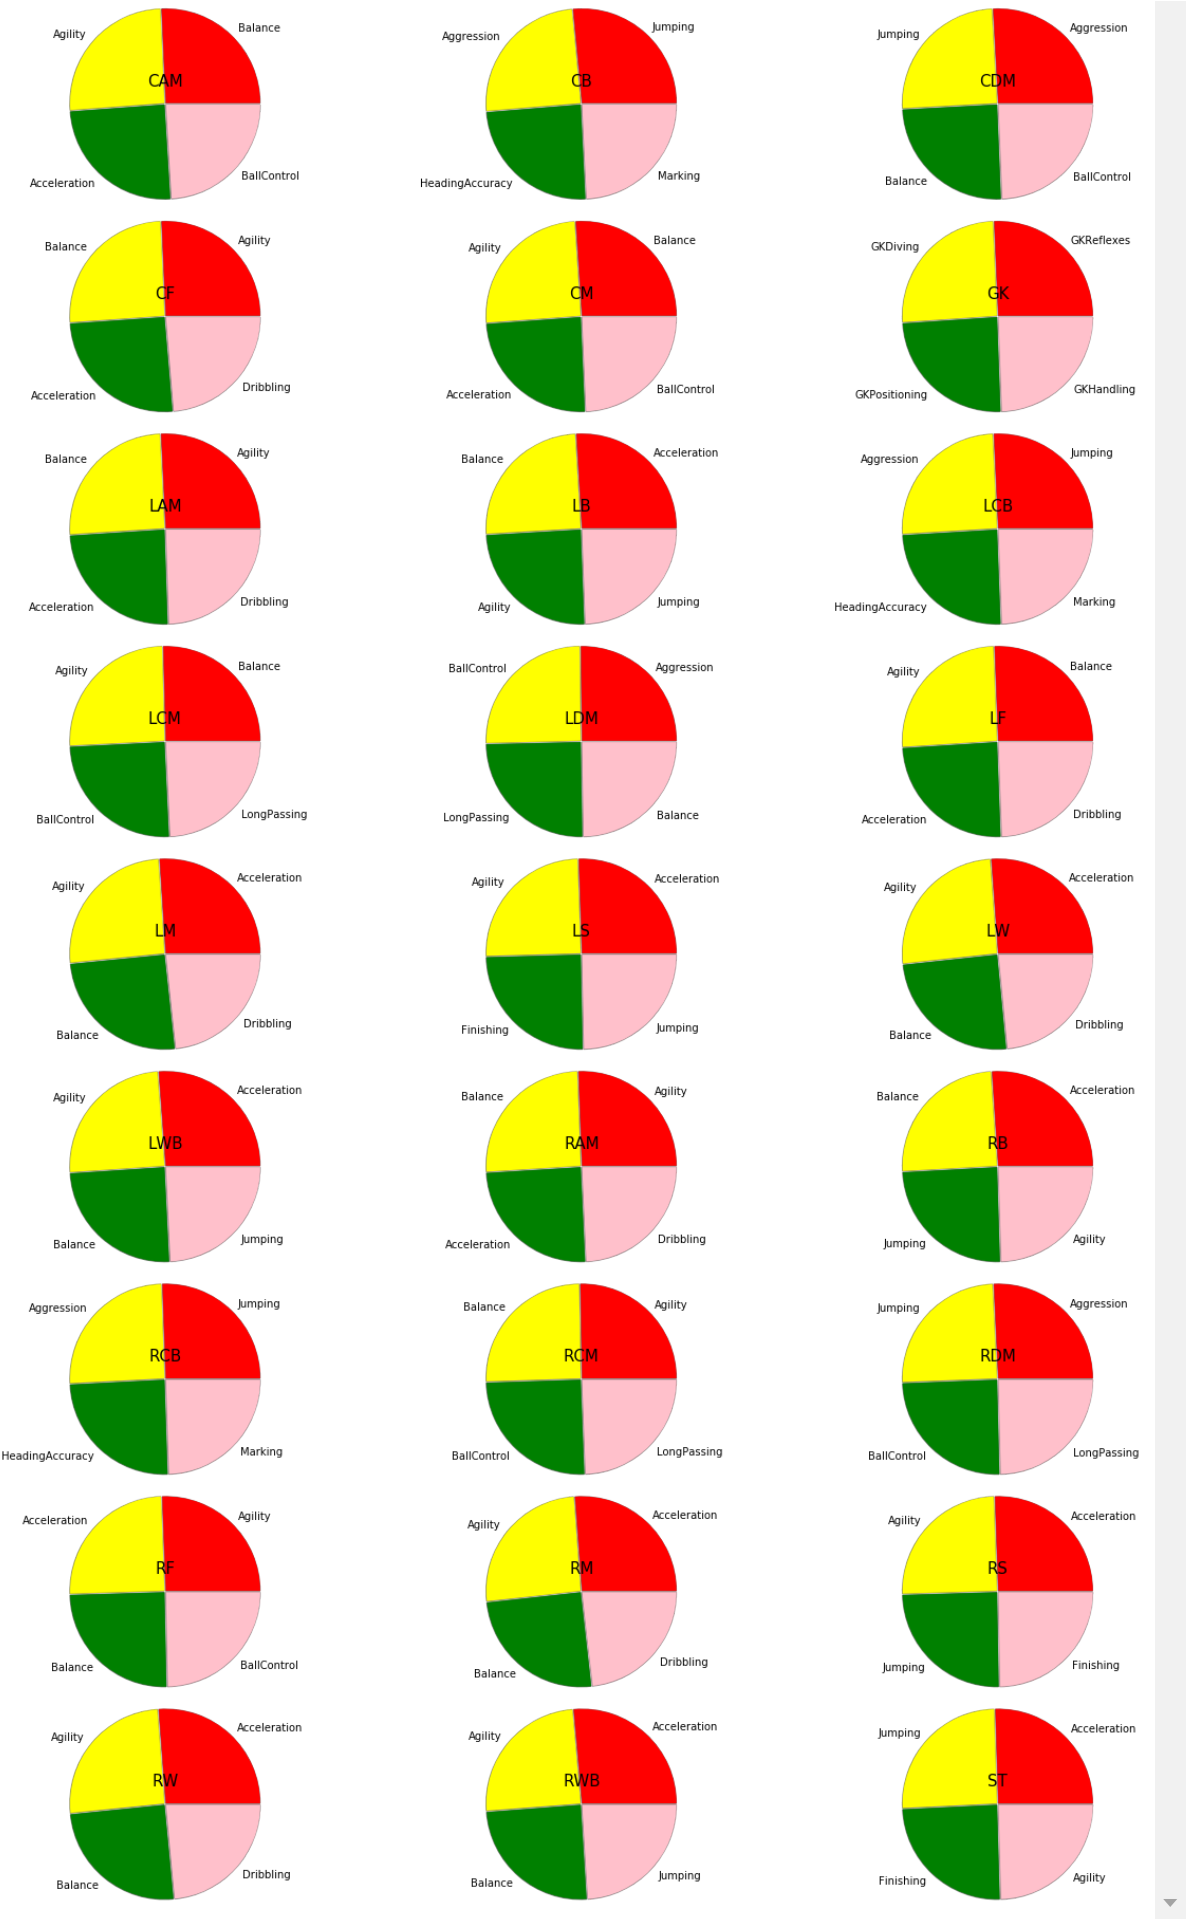 Agility
Balance
CAM
Acceleration
BallControl
Aggression
Jumping
CB
HeadingAccuracy
Marking
Jumping
Aggression
CDM
Balance
BallControl
Balance
Agility
CF
Acceleration
Dribbling
Agility
Balance
CM
Acceleration
BallControl
GKDiving
GKReflexes
GK
GKPositioning
GKHandling
Balance
Agility
LAM
Acceleration
Dribbling
Balance
Acceleration
LB
Agility
Jumping
Aggression
Jumping
LCB
HeadingAccuracy
Marking
Agility
Balance
LCM
BallControl
LongPassing
BallControl
Aggression
LDM
LongPassing
Balance
Agility
Balance
LF
Acceleration
Dribbling
Agility
Acceleration
LM
Balance
Dribbling
Agility
Acceleration
LS
Finishing
Jumping
Agility
Acceleration
LW
Balance
Dribbling
Agility
Acceleration
LWB
Balance
Jumping
Balance
Agility
RAM
Acceleration
Dribbling
Balance
Acceleration
RB
Jumping
Agility
Aggression
Jumping
RCB
HeadingAccuracy
Marking
Balance
Agility
RCM
BallControl
LongPassing
Jumping
Aggression
RDM
BallControl
LongPassing
Acceleration
Agility
RF
Balance
BallControl
Agility
Acceleration
RM
Balance
Dribbling
Agility
Acceleration
RS
Jumping
Finishing
Agility
Acceleration
RW
Balance
Dribbling
Agility
Acceleration
RWB
Balance
Jumping
Jumping
Acceleration
ST
Finishing
Agility